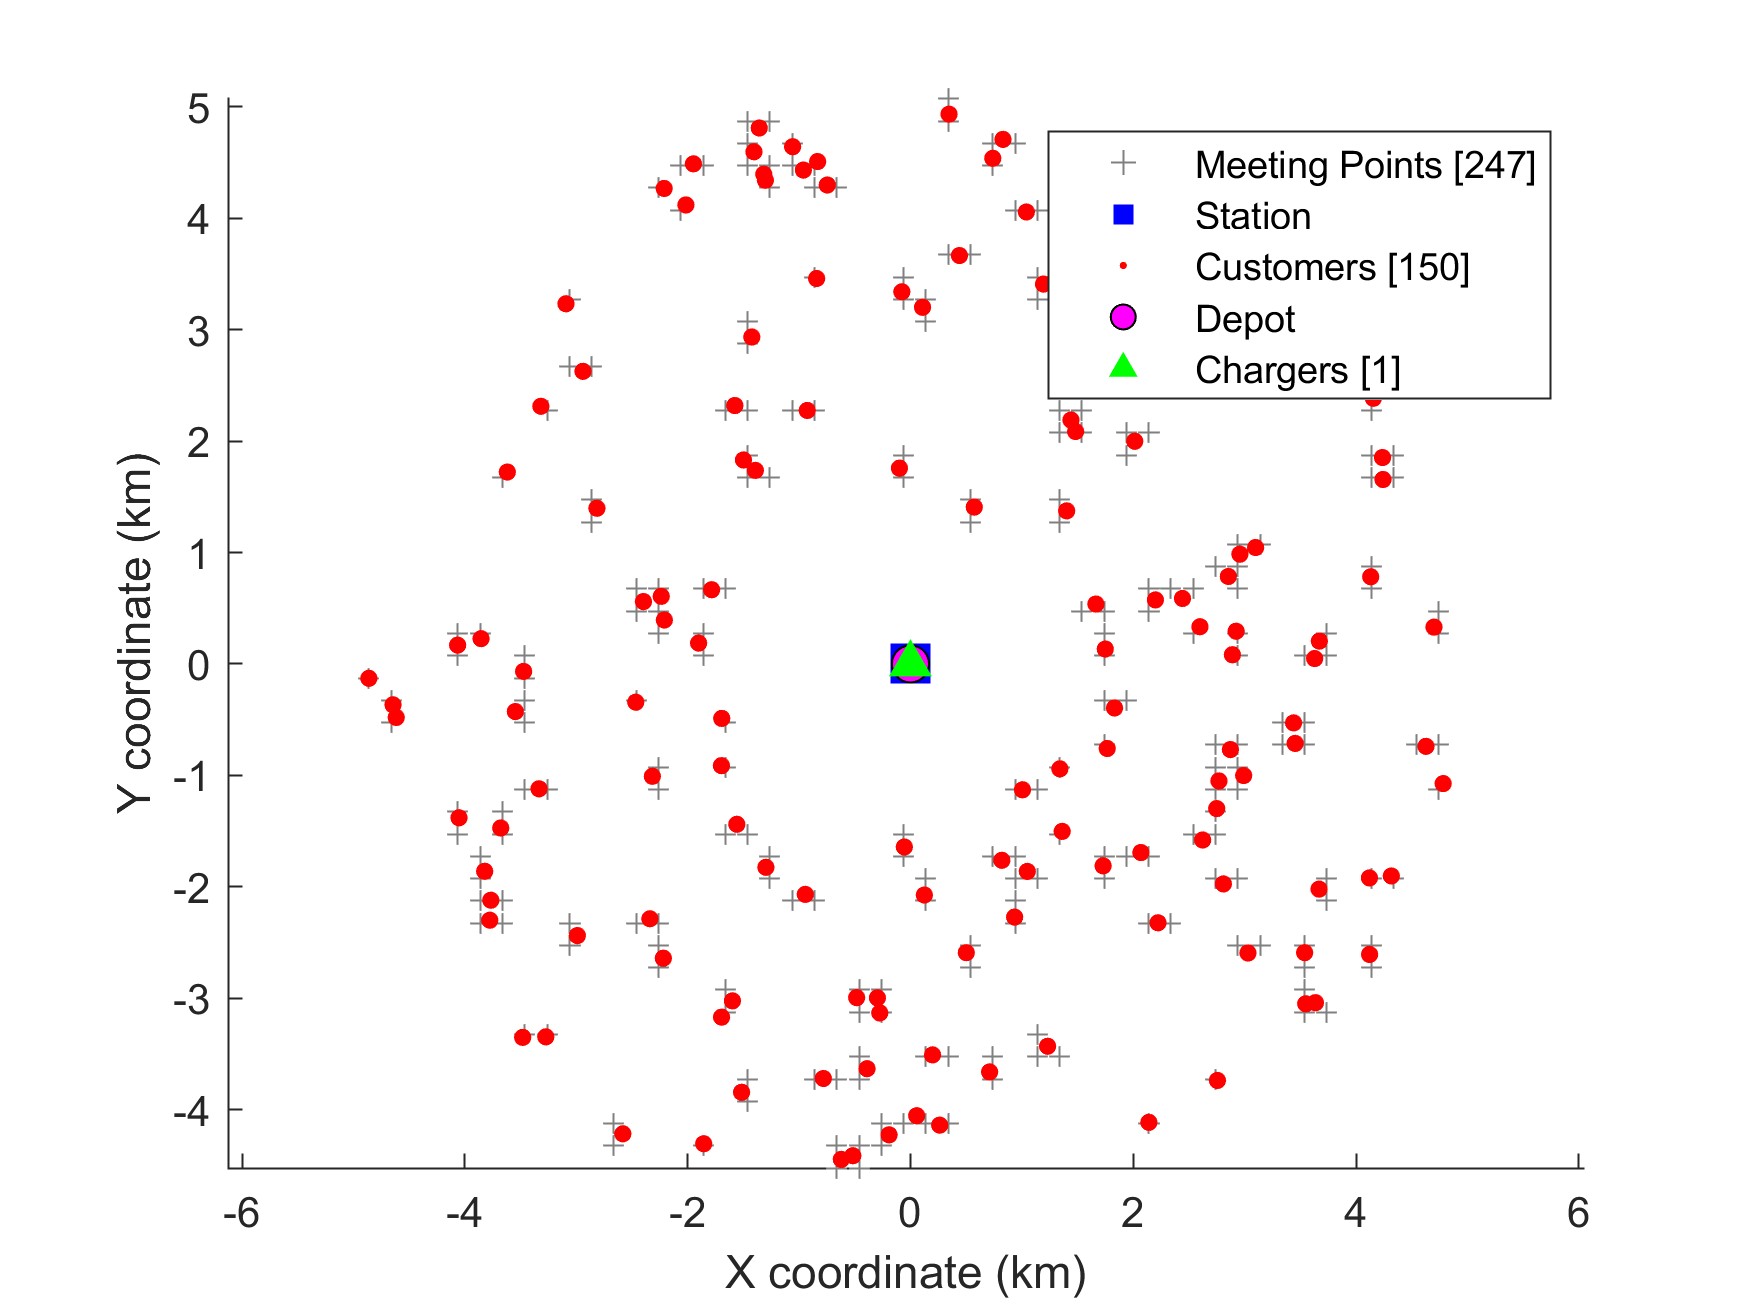 5
4
3
2
1
0
-1
-2
-3
-4
Y coordinate (km)
Meeting Points [247]
Station
Customers [150]
Depot
Chargers [1]
-6
-4
-2
0
2
4
6
X coordinate (km)